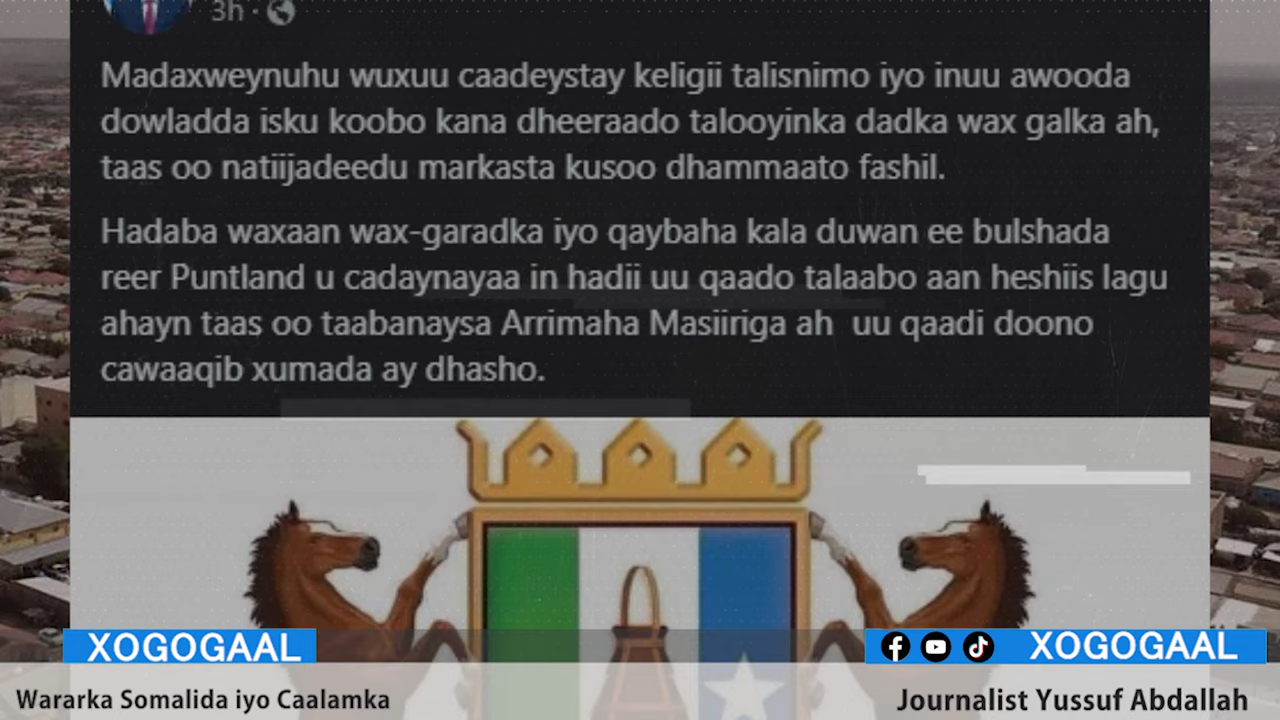 3h ·
Madaxweynuhu wuxuu caadeystay keligii talisnimo iyo inuu awooda
dowladda isku koobo kana dheeraado talooyinka dadka wax galka ah,
taas oo natiijadeedu markasta kusoo dhammaato fashil.
Hadaba waxaan wax-garadka iyo qaybaha kala duwan ee bulshada
reer Puntland u cadaynayaa in hadii uu qaado talaabo aan heshiis lagu
ahayn taas oo taabanaysa Arrimaha Masiiriga ah uu qaadi doono
cawaaqib xumada ay dhasho.
XOGOGAAL
XOGOGAAL
Wararka Somalida iyo Caalamka
Journalist Yussuf Abdallah